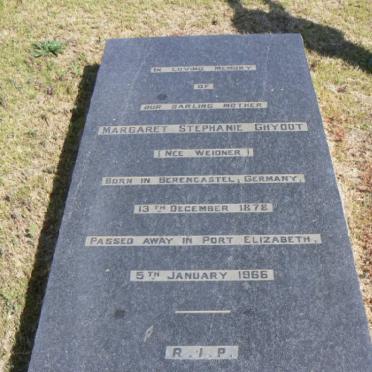 IN LOVING MEMORY
OF
OUR DARLING MOTHER
MARGARET STEPHANIE GHYOOT
(NEE WEIDNER)
BORN IN BERENCASTEL, GERMANY.
13TH DECEMBER 1878
PASSED AWAY IN PORT ELIZABETH.
5TH JANUARY 1966
R.I.P.